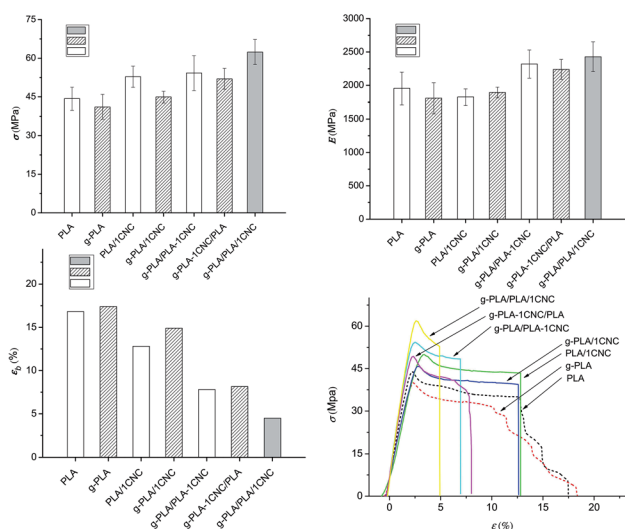 75
60
45
30
15
0
σ (MPa)
PLA
g-PLA
PLA/1CNC
g-PLA/1CNC
g-PLA/PLA-1CNC
g-PLA-1CNC/PLA
g-PLA/PLA/1CNC
3000
2500
2000
1500
1000
500
0
E (MPa)
PLA
g-PLA
PLA/1CNC
g-PLA/1CNC
g-PLA/PLA-1CNC
g-PLA-1CNC/PLA
g-PLA/PLA/1CNC
20
15
10
5
0
εb (%)
PLA
g-PLA
PLA/1CNC
g-PLA/1CNC
g-PLA/PLA-1CNC
g-PLA-1CNC/PLA
g-PLA/PLA/1CNC
60
45
30
15
0
σ (MPa)
g-PLA/PLA/1CNC
g-PLA-1CNC/PLA
g-PLA/PLA-1CNC
g-PLA/1CNC
PLA/1CNC
g-PLA
PLA
0 5 10 15 20
ε (%)